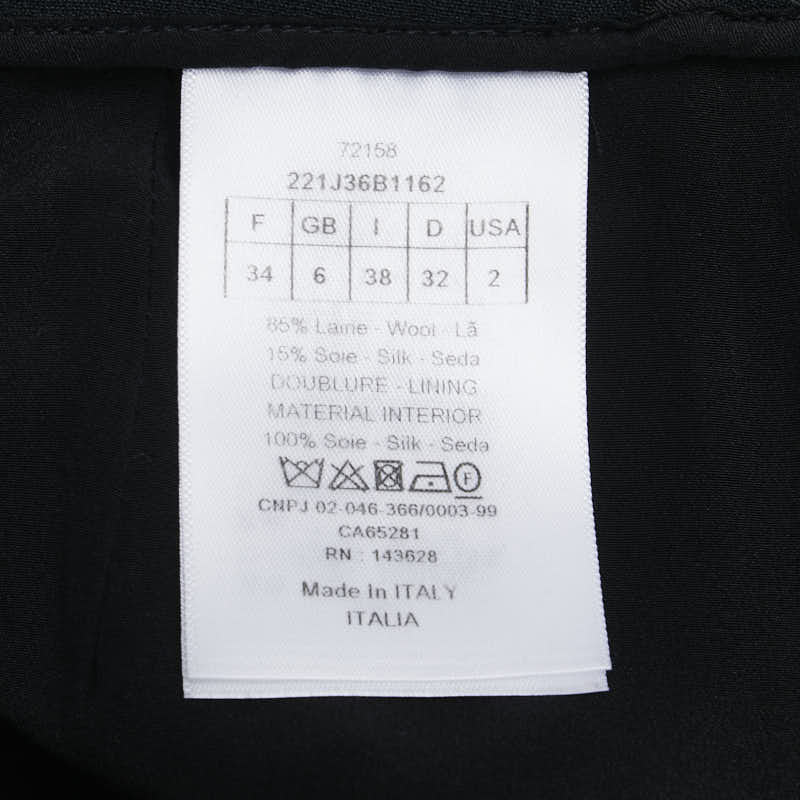 72158
221J36B1162
F GB I D USA
34 6 38 32 2
85% Laine - Wool - Lã
15% Soie - Silk - Seda
DOUBLURE - LINING
MATERIAL INTERIOR
100% Soie - Silk - Seda
F
CNPJ 02-046-366/0003-99
CA65281
RN : 143628
Made In ITALY
ITALIA